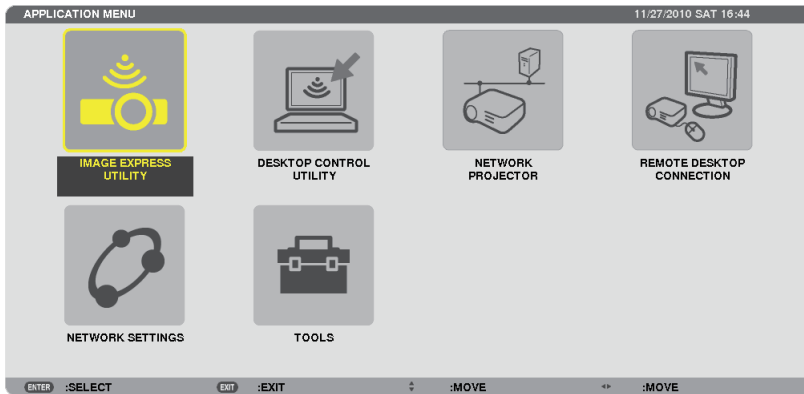 APPLICATION MENU 11/27/2010 SAT 16:44
IMAGE EXPRESS
UTILITY
DESKTOP CONTROL
UTILITY
NETWORK
PROJECTOR
REMOTE DESKTOP
CONNECTION
NETWORK SETTINGS
TOOLS
ENTER :SELECT EXIT :EXIT :MOVE :MOVE